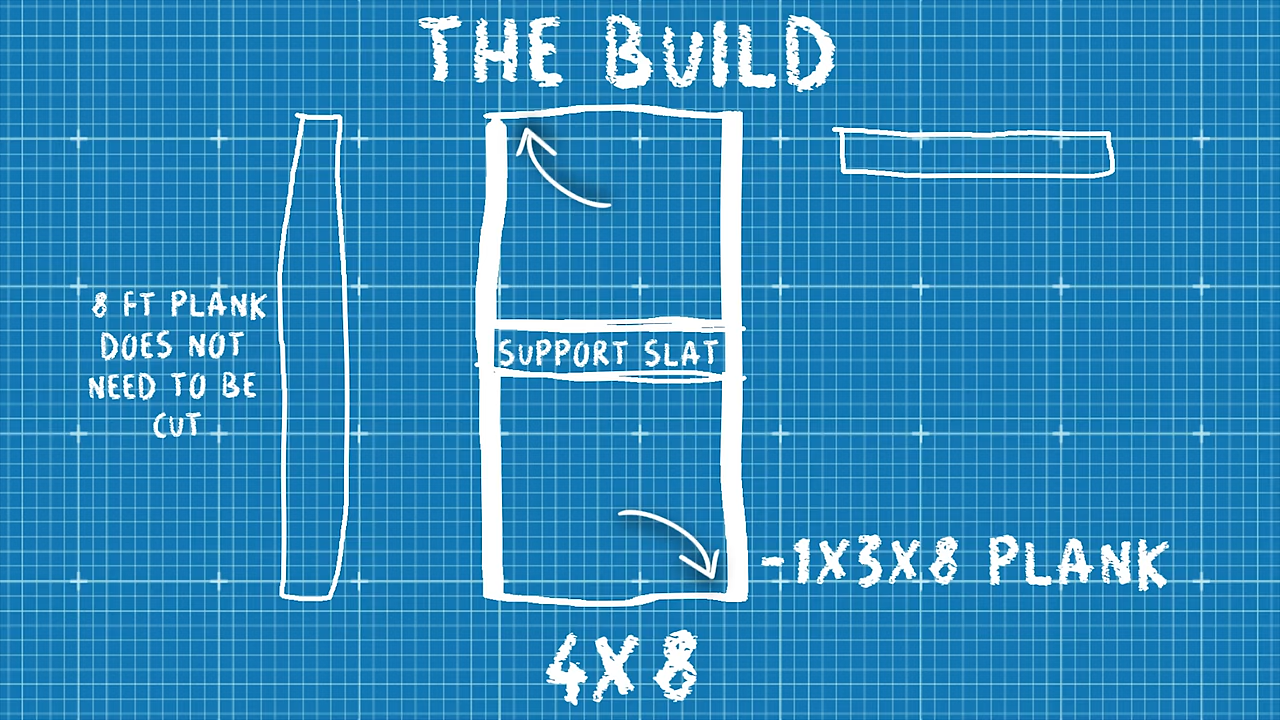 THE BUILD
8 FT PLANK
DOES NOT
NEED TO BE
CUT
SUPPORT SLAT
-1X3X8 PLANK
4X8